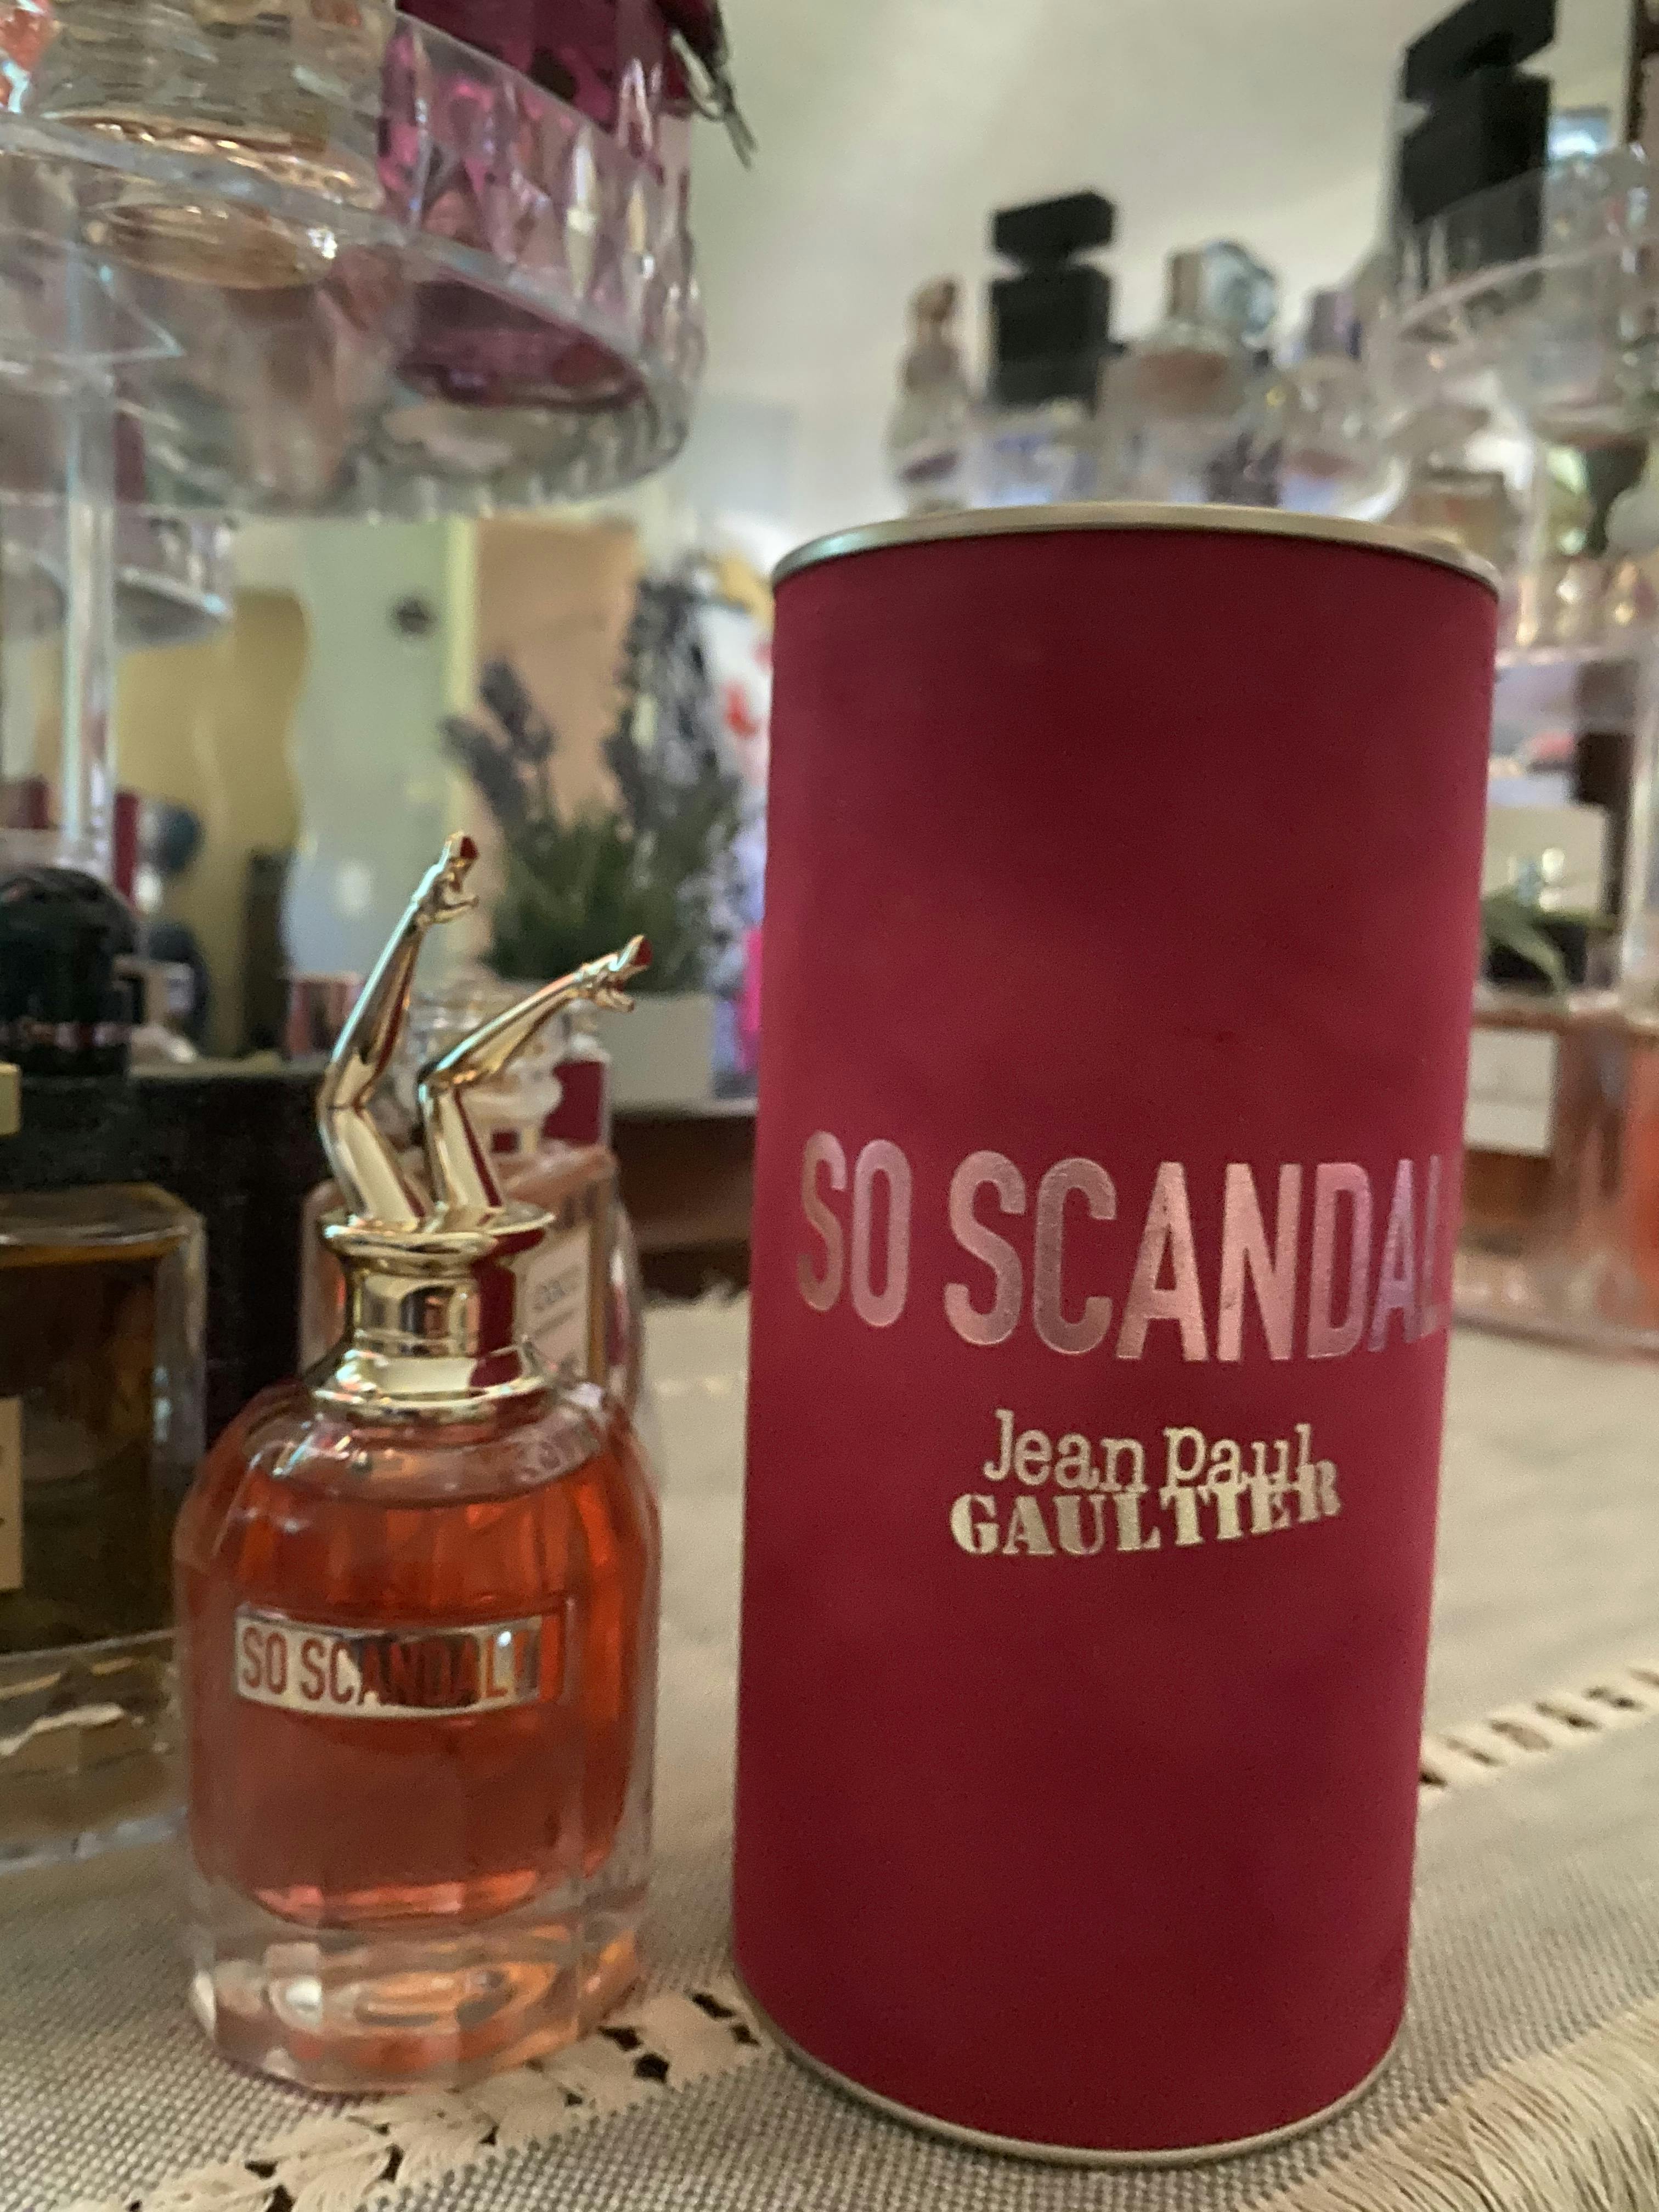 SO SCANDAL
Jean Paul
GAULTIER
SO SCANDAL!